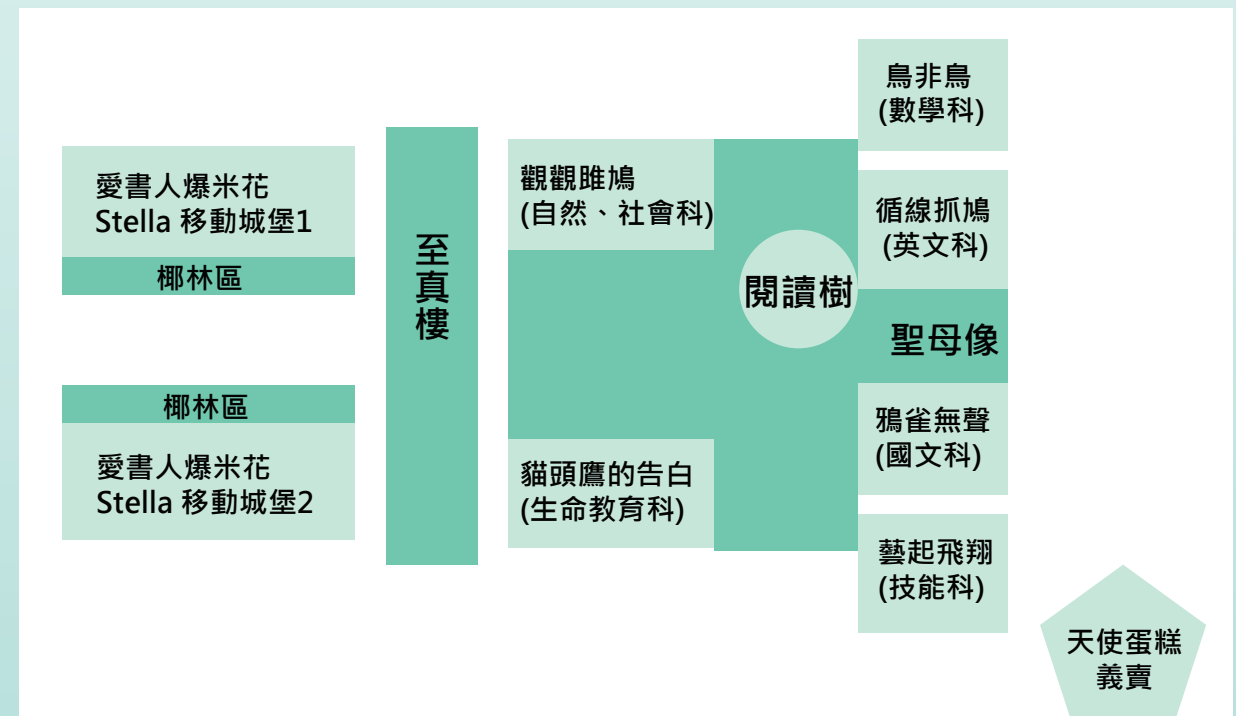 愛書人爆米花
Stella 移動城堡1
椰林區
椰林區
愛書人爆米花
Stella 移動城堡2
至真樓
觀觀雎鳩
(自然、社會科)
貓頭鷹的告白
(生命教育科)
閱讀樹
鳥非鳥
(數學科)
循線抓鳩
(英文科)
聖母像
鴉雀無聲
(國文科)
藝起飛翔
(技能科)
天使蛋糕
義賣